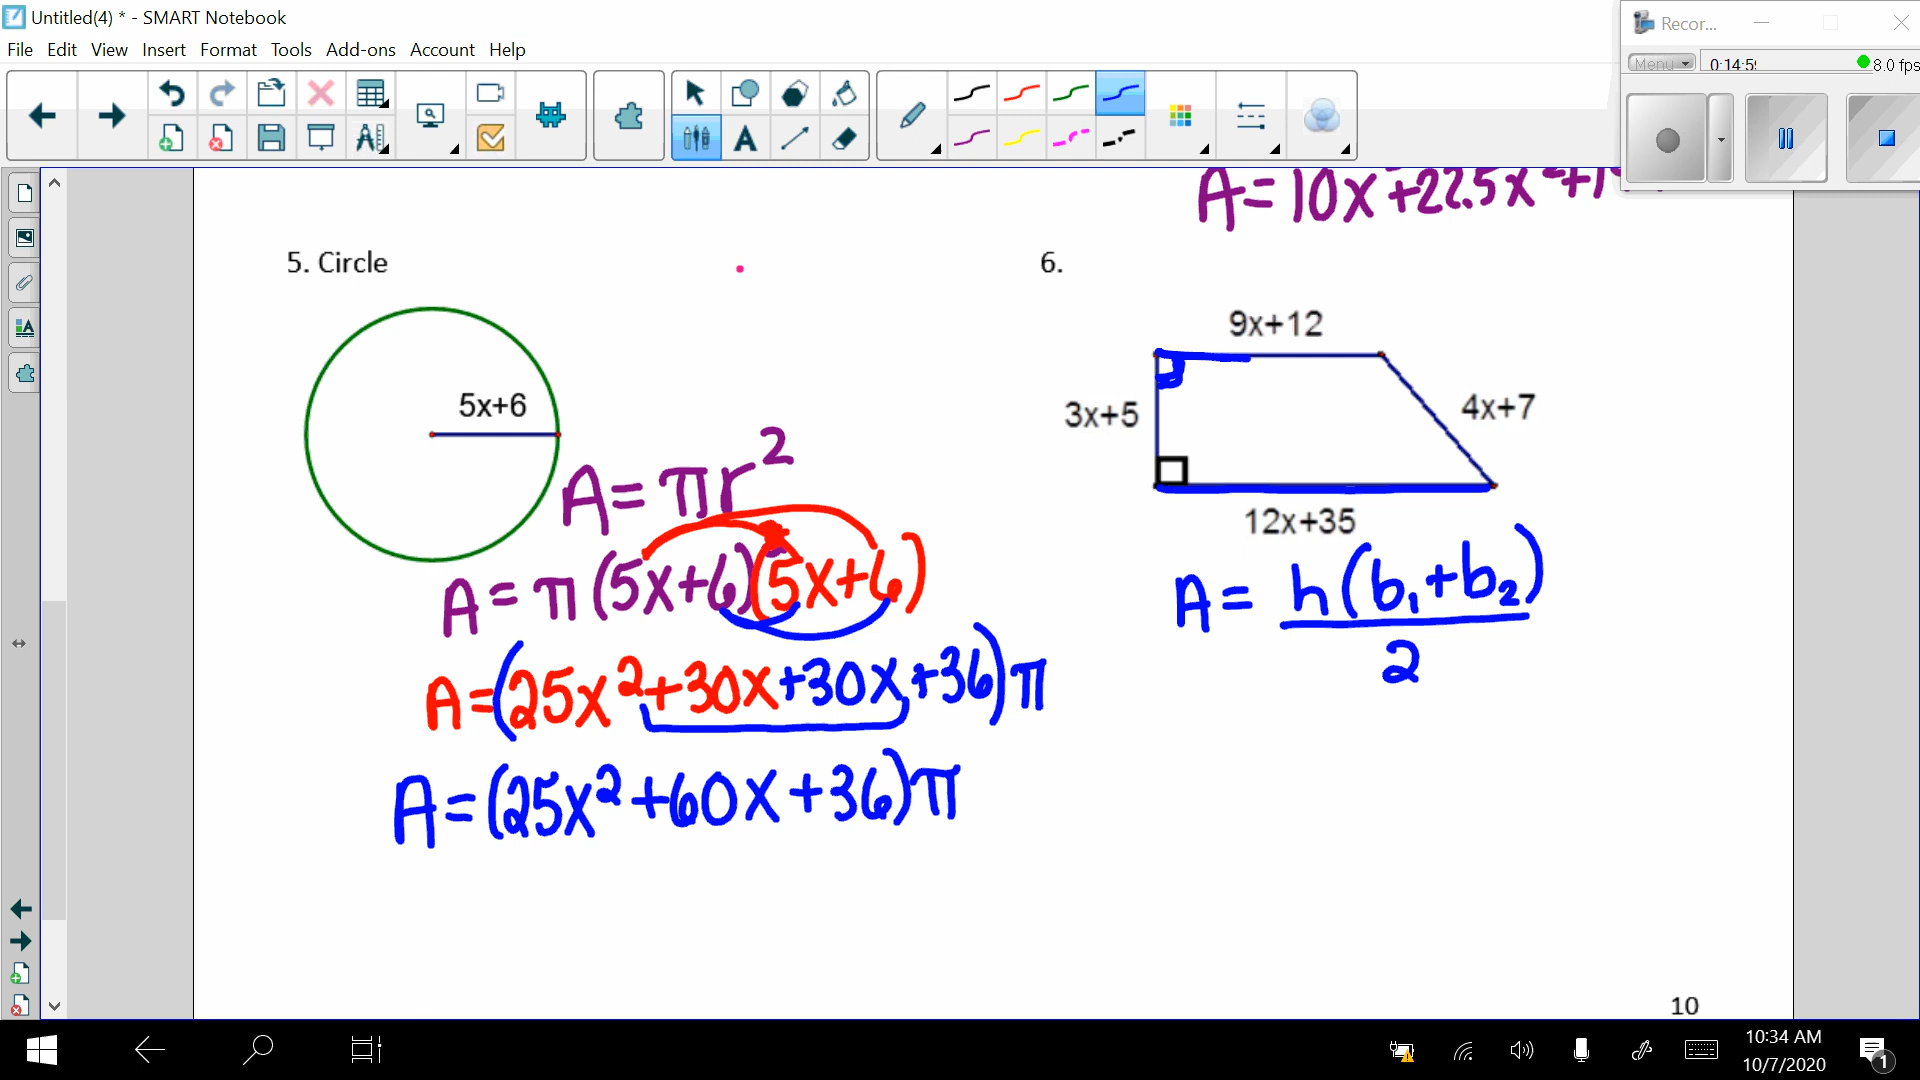 Untitled(4) * - SMART Notebook
Recor...
File Edit View Insert Format Tools Add-ons Account Help
Menu
0:14:5
8.0 fps
A
A=10x+22.5x
5. Circle
6.
9x+12
5x+6
3x+5
4x+7
A=πr²
12x+35
A=π(5x+6)(5x+6)
A=h(b₁+b₂)/2
A=(25x²+30x+30x+36)π
A=(25x²+60x+36)π
10
10:34 AM
10/7/2020
1